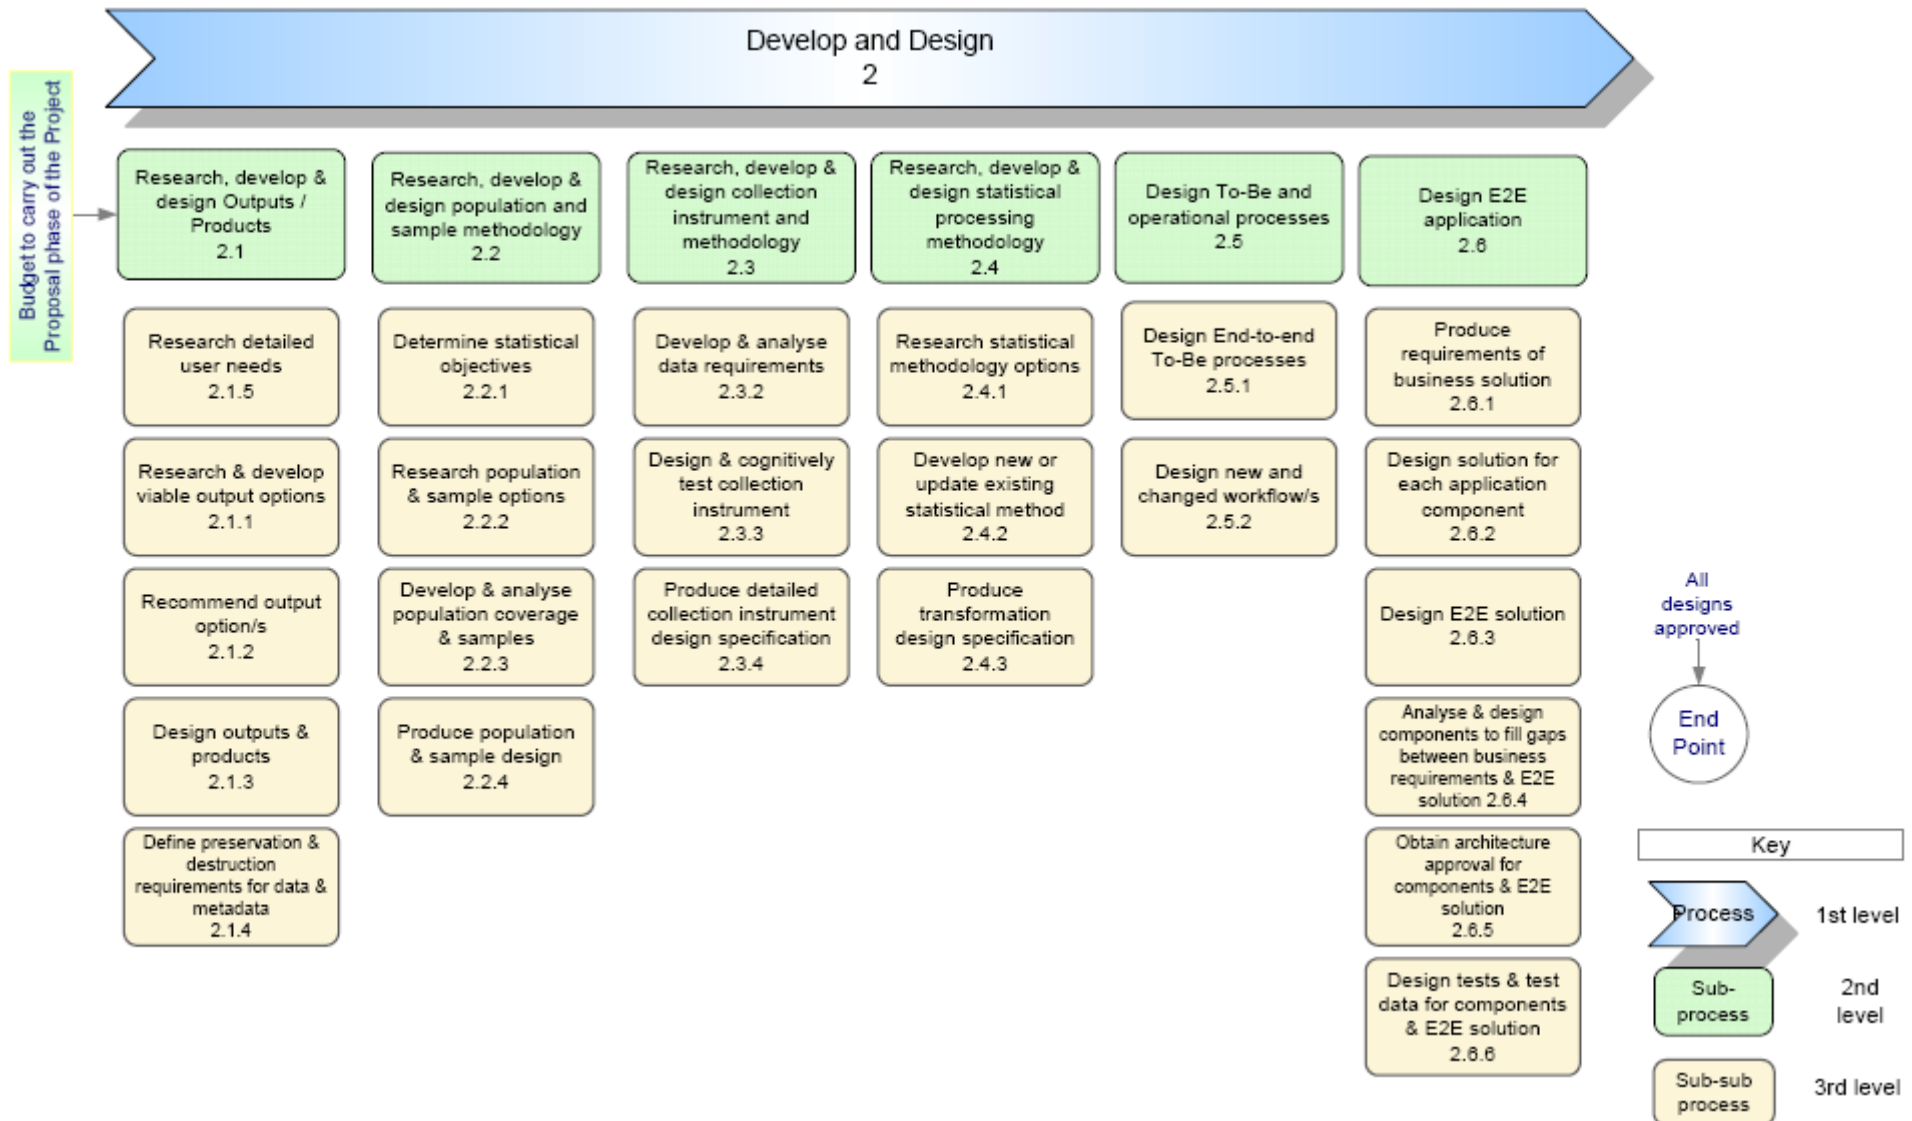 Develop and Design
2
Budget to carry out the
Proposal phase of the Project
Research, develop &
design Outputs /
Products
2.1
Research, develop &
design population and
sample methodology
2.2
Research, develop &
design collection
instrument and
methodology
2.3
Research, develop &
design statistical
processing
methodology
2.4
Design To-Be and
operational processes
2.5
Design E2E
application
2.6
Research detailed
user needs
2.1.5
Research & develop
viable output options
2.1.1
Recommend output
option/s
2.1.2
Design outputs &
products
2.1.3
Define preservation &
destruction
requirements for data &
metadata
2.1.4
Determine statistical
objectives
2.2.1
Research population
& sample options
2.2.2
Develop & analyse
population coverage
& samples
2.2.3
Produce population
& sample design
2.2.4
Develop & analyse
data requirements
2.3.2
Design & cognitively
test collection
instrument
2.3.3
Produce detailed
collection instrument
design specification
2.3.4
Research statistical
methodology options
2.4.1
Develop new or
update existing
statistical method
2.4.2
Produce
transformation
design specification
2.4.3
Design End-to-end
To-Be processes
2.5.1
Design new and
changed workflow/s
2.5.2
Produce
requirements of
business solution
2.6.1
Design solution for
each application
component
2.6.2
Design E2E solution
2.6.3
Analyse & design
components to fill gaps
between business
requirements & E2E
solution 2.6.4
Obtain architecture
approval for
components & E2E
solution
2.6.5
Design tests & test
data for components
& E2E solution
2.6.6
All
designs
approved
End
Point
Key
Process
1st level
Sub-
process
2nd
level
Sub-sub
process
3rd level